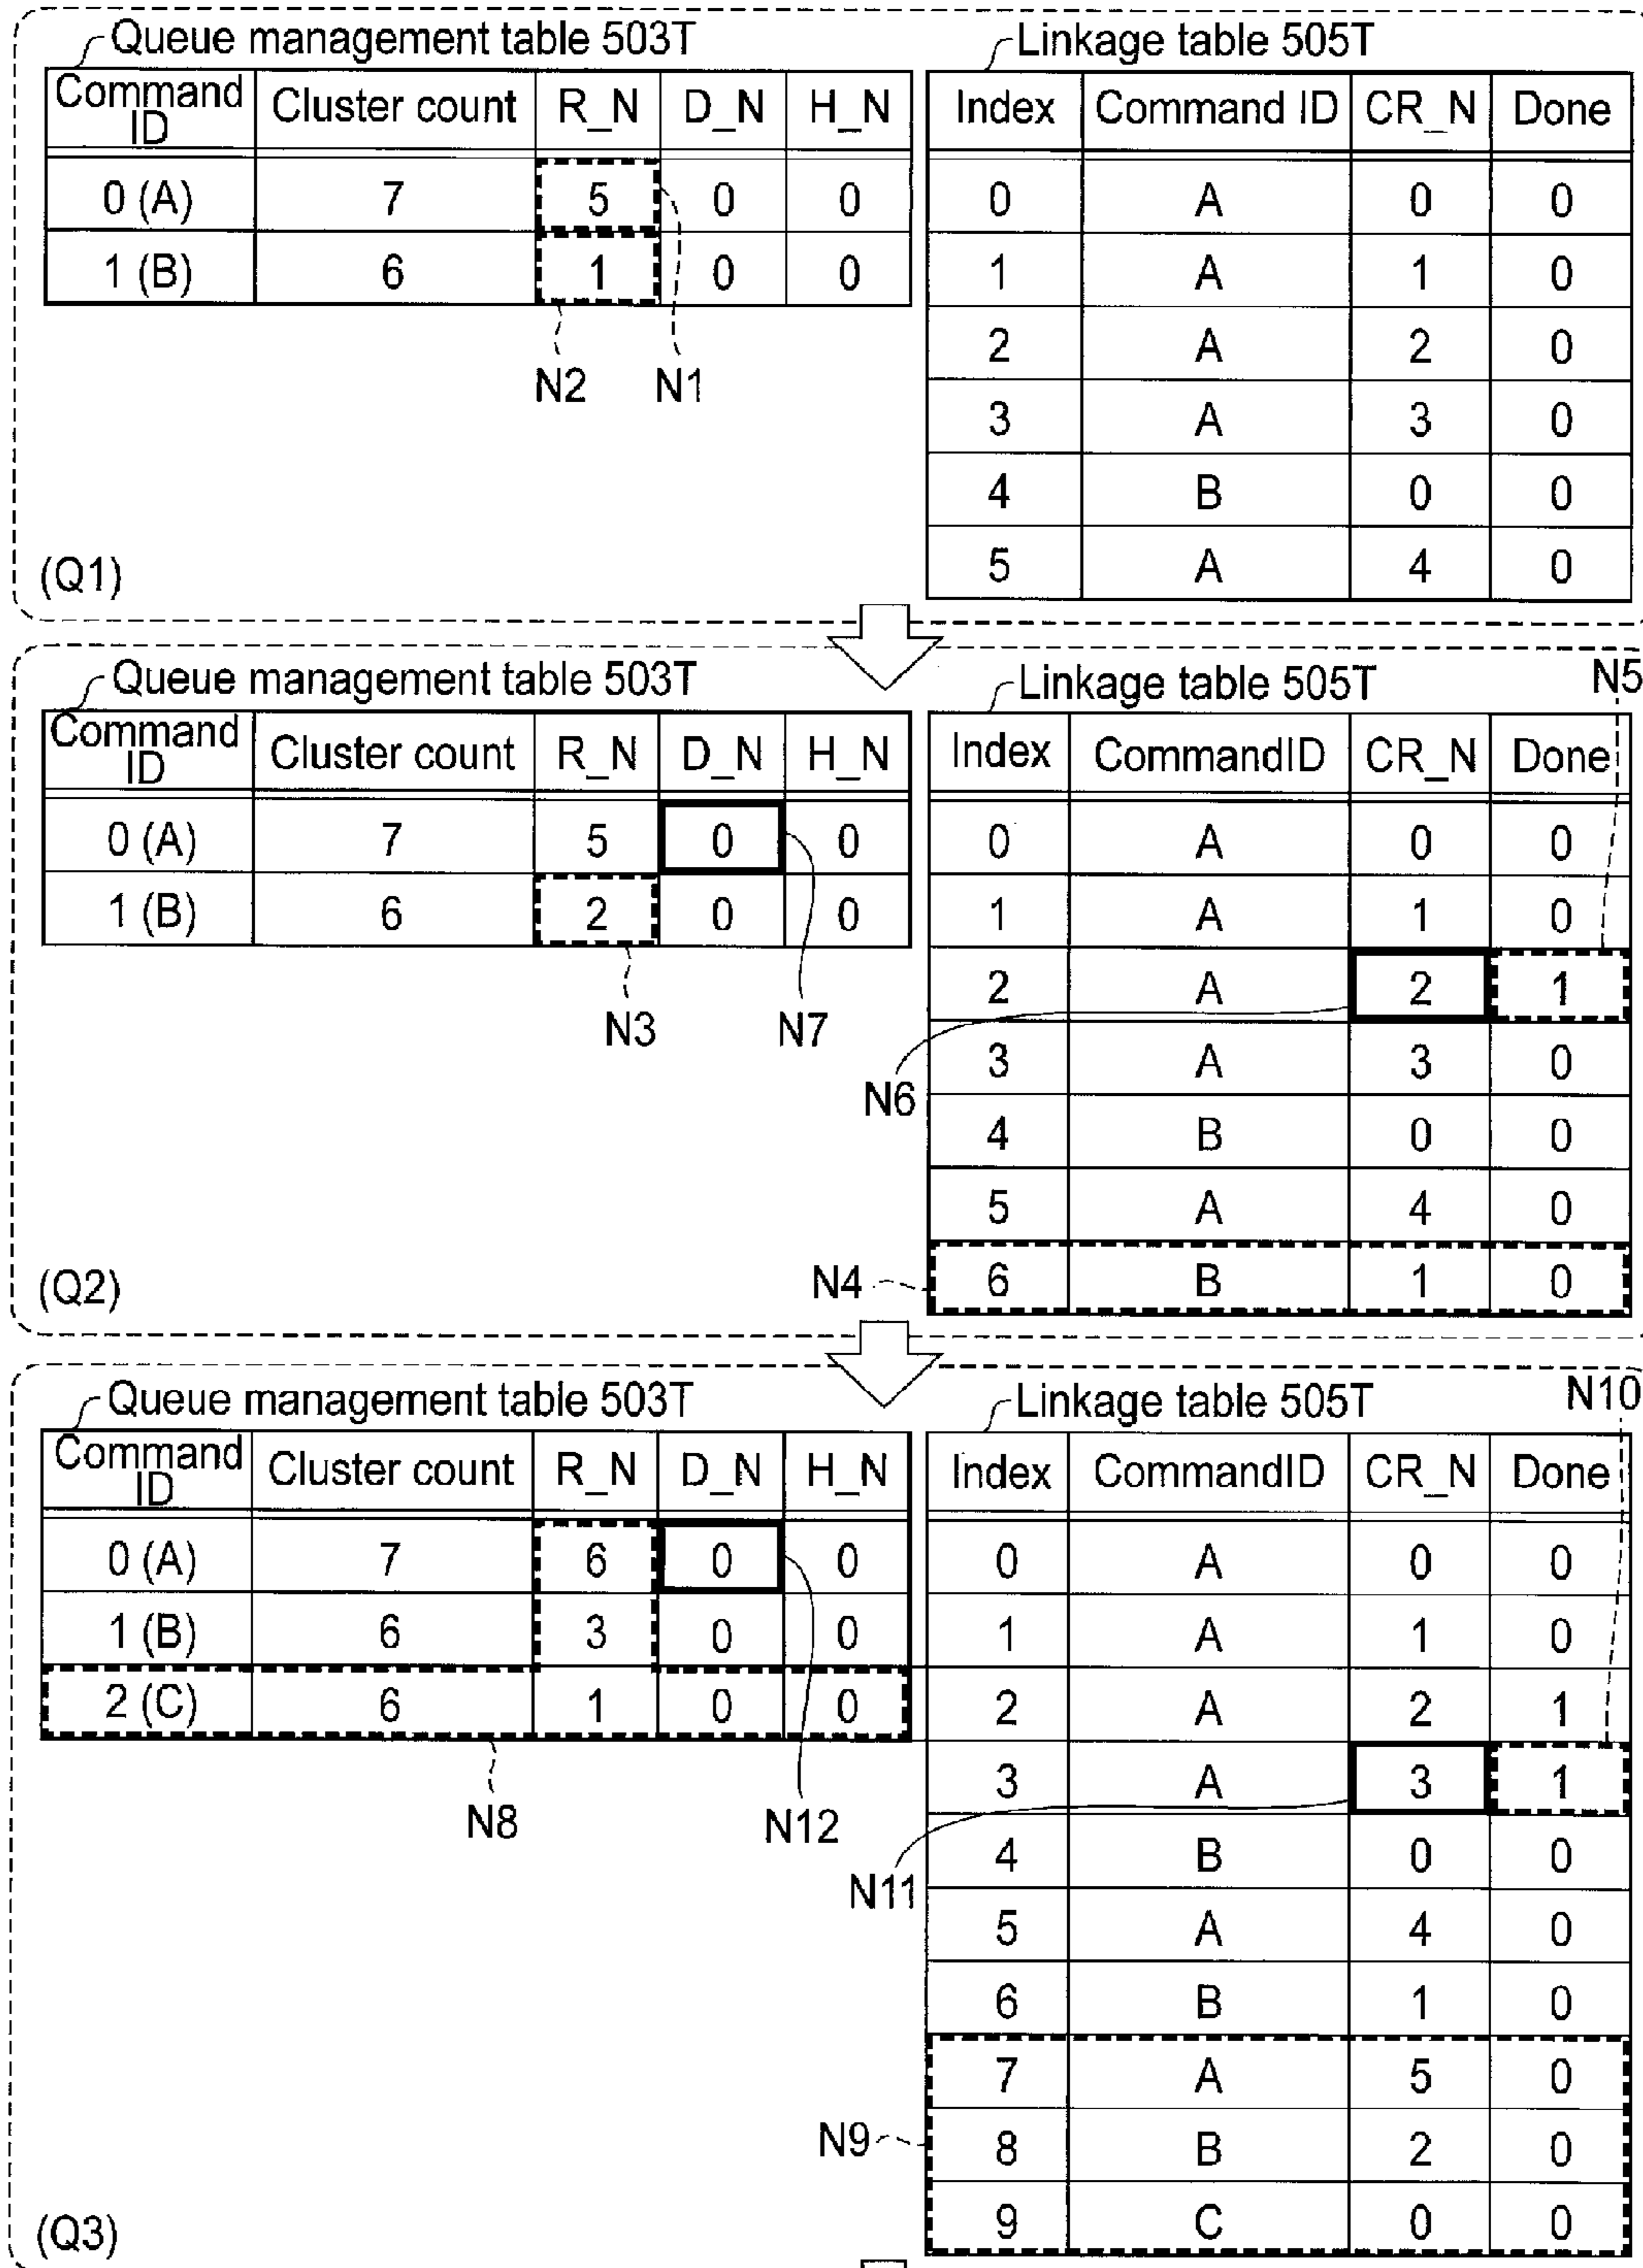 Queue management table 503T
Command ID Cluster count R_N D_N H_N
0 (A) 7 5 0 0
1 (B) 6 1 0 0
N2 N1
Linkage table 505T
Index Command ID CR_N Done
0 A 0 0
1 A 1 0
2 A 2 0
3 A 3 0
4 B 0 0
5 A 4 0
(Q1)
Queue management table 503T
Command ID Cluster count R_N D_N H_N
0 (A) 7 5 0 0
1 (B) 6 2 0 0
N3 N7
Linkage table 505T N5
Index CommandID CR_N Done
0 A 0 0
1 A 1 0
2 A 2 1
N6
3 A 3 0
4 B 0 0
5 A 4 0
N4 6 B 1 0
(Q2)
Queue management table 503T
Command ID Cluster count R_N D_N H_N
0 (A) 7 6 0 0
1 (B) 6 3 0 0
2 (C) 6 1 0 0
N8 N12
Linkage table 505T N10
Index CommandID CR_N Done
0 A 0 0
1 A 1 0
2 A 2 1
3 A 3 1
N11
4 B 0 0
5 A 4 0
6 B 1 0
7 A 5 0
N9 8 B 2 0
9 C 0 0
(Q3)